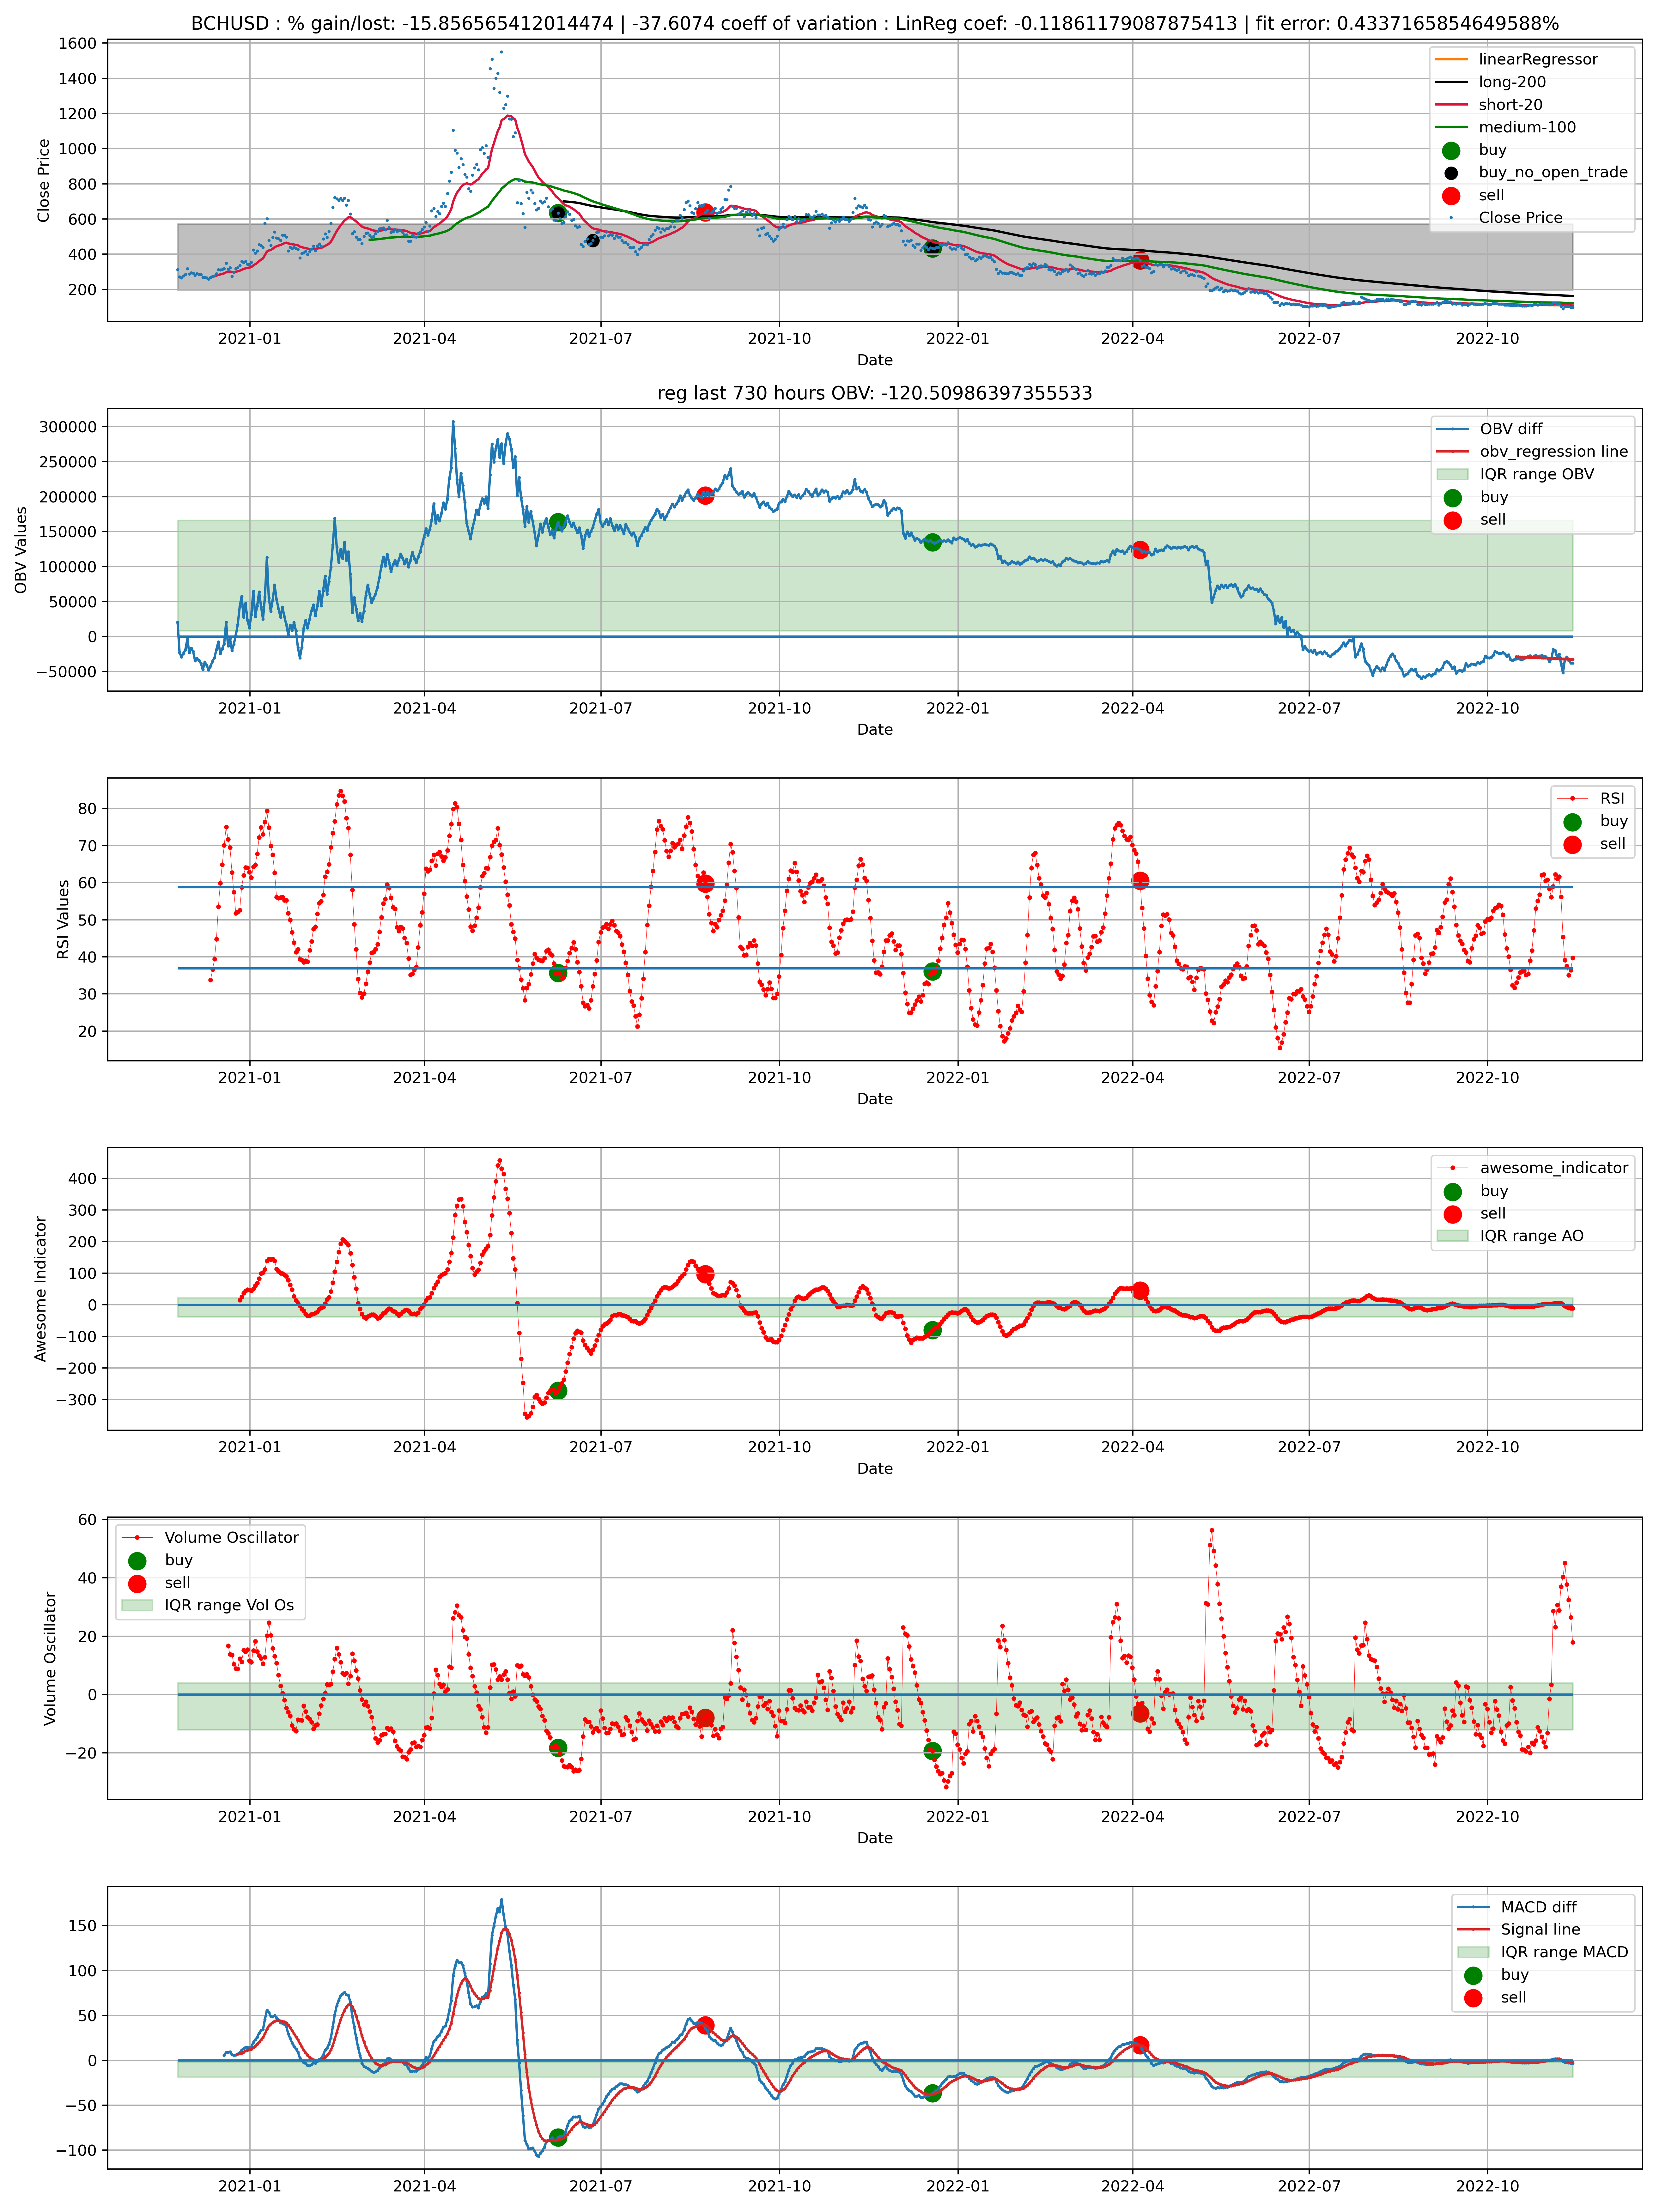 BCHUSD : % gain/lost: -15.856565412014474 | -37.6074 coeff of variation : LinReg coef: -0.11861179087875413 | fit error: 0.4337165854649588%
1600
1400
1200
1000
800
600
400
200
Close Price
linearRegressor
long-200
short-20
medium-100
buy
buy_no_open_trade
sell
Close Price
2021-01 2021-04 2021-07 2021-10 2022-01 2022-04 2022-07 2022-10
Date
reg last 730 hours OBV: -120.50986397355533
300000
250000
200000
150000
100000
50000
0
−50000
OBV Values
OBV diff
obv_regression line
IQR range OBV
buy
sell
2021-01 2021-04 2021-07 2021-10 2022-01 2022-04 2022-07 2022-10
Date
80
70
60
50
40
30
20
RSI Values
RSI
buy
sell
2021-01 2021-04 2021-07 2021-10 2022-01 2022-04 2022-07 2022-10
Date
400
300
200
100
0
−100
−200
−300
Awesome Indicator
awesome_indicator
buy
sell
IQR range AO
2021-01 2021-04 2021-07 2021-10 2022-01 2022-04 2022-07 2022-10
Date
60
40
20
0
−20
Volume Oscillator
Volume Oscillator
buy
sell
IQR range Vol Os
2021-01 2021-04 2021-07 2021-10 2022-01 2022-04 2022-07 2022-10
Date
150
100
50
0
−50
−100
MACD diff
Signal line
IQR range MACD
buy
sell
2021-01 2021-04 2021-07 2021-10 2022-01 2022-04 2022-07 2022-10